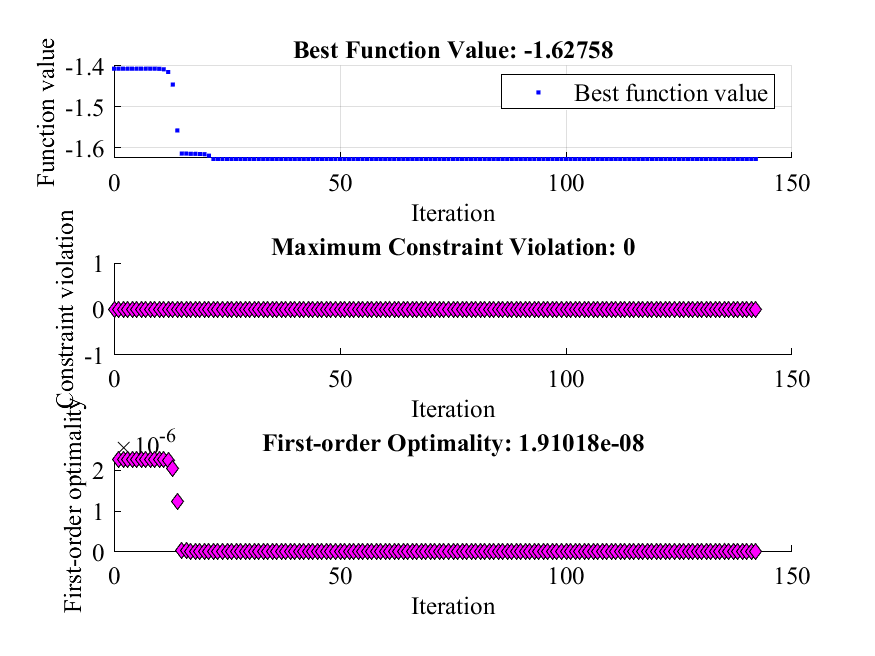 Best Function Value: -1.62758
Function value
-1.4
-1.5
-1.6
Best function value
0 50 100 150
Iteration
Maximum Constraint Violation: 0
Constraint violation
1
0
-1
0 50 100 150
Iteration
First-order Optimality: 1.91018e-08
First-order optimality
×10⁻⁶
2
1
0
0 50 100 150
Iteration